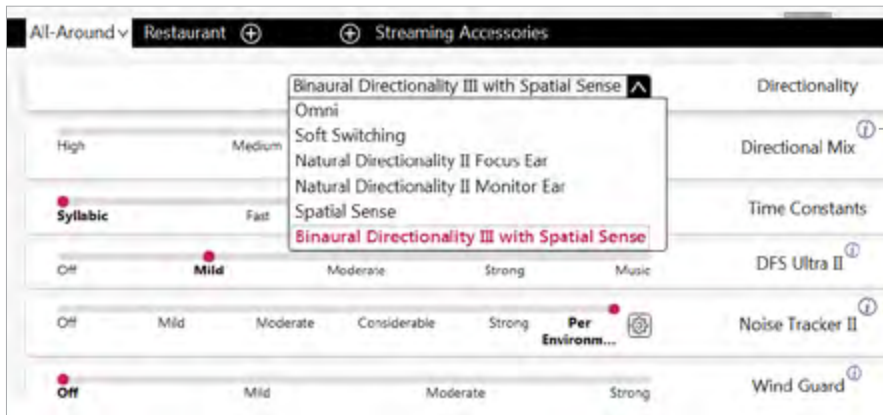 All-Around Restaurant Streaming Accessories
Binaural Directionality III with Spatial Sense Directionality
Omni
Soft Switching
Natural Directionality II Focus Ear
Natural Directionality II Monitor Ear
Spatial Sense
Binaural Directionality III with Spatial Sense
High Medium Directional Mix
Syllabic Fast Time Constants
Off Mild Moderate Strong Music DFS Ultra II
Off Mild Moderate Considerable Strong Per Environm... Noise Tracker II
Off Mild Moderate Strong Wind Guard